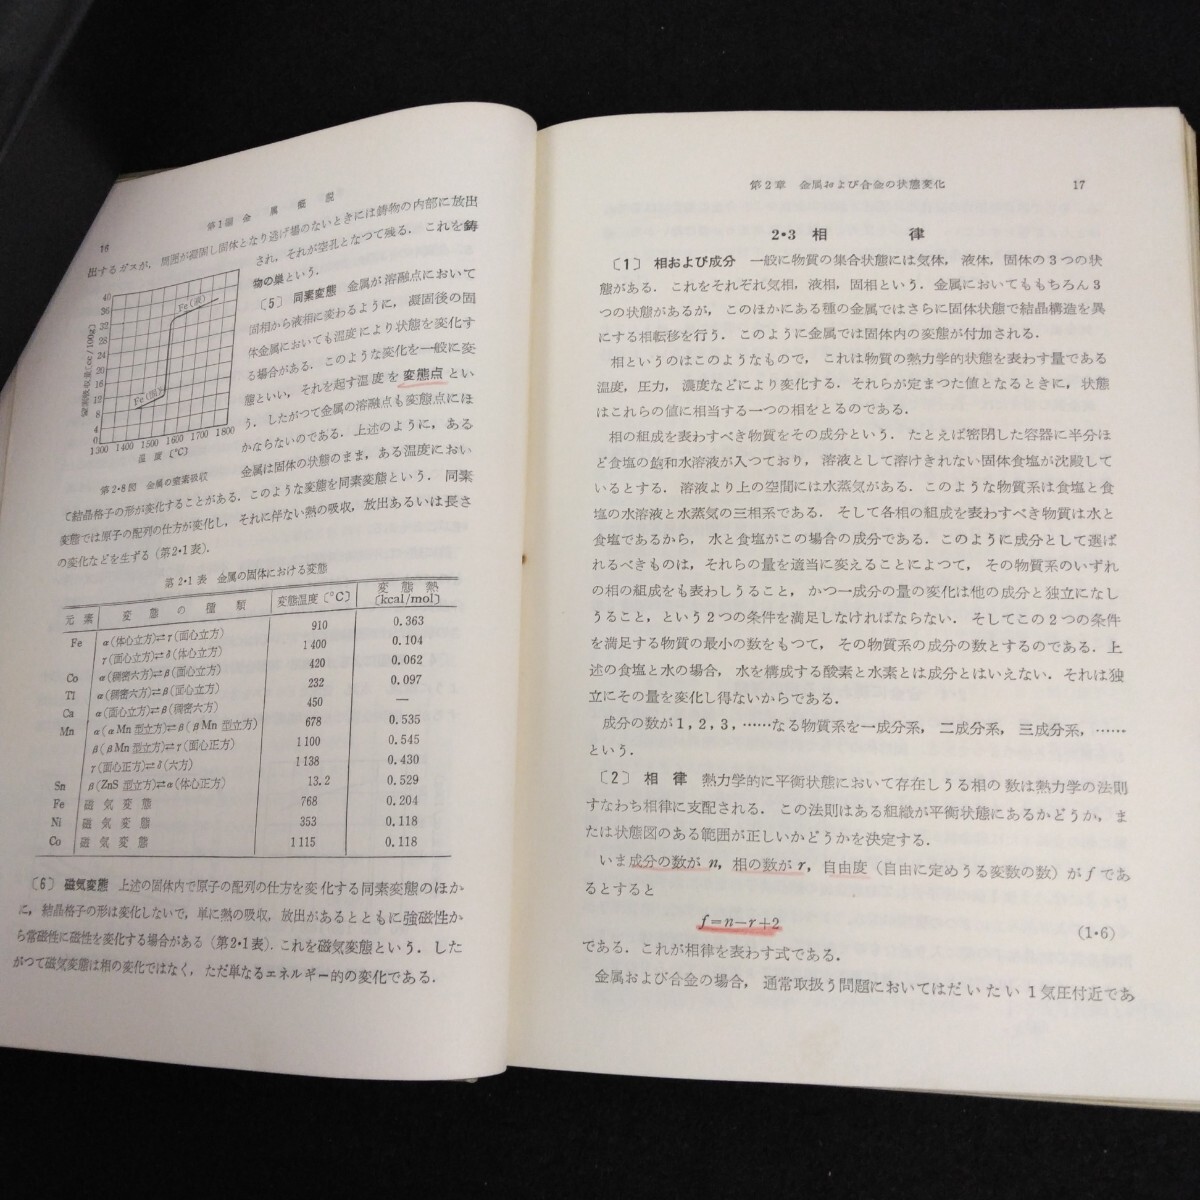 16
第1編 金 属 概 説
出するガスが，周囲が凝固し固体となり逃げ場のないときには鋳物の内部に放出
され，それが空孔となつて残る．これを鋳
物の巣という．
〔5〕 同素変態 金属が溶融点において
固相から液相に変わるように，凝固後の固
体金属においても温度により状態を変化す
る場合がある．このような変化を一般に変
態といい，それを起す温度を変態点とい
う．したがつて金属の溶融点も変態点にほ
かならないのである．上述のように，ある
金属は固体の状態のまま，ある温度におい
40
36
32
28
24
20
16
12
8
4
0
1300 1400 1500 1600 1700 1800
温 度 〔°C〕
Fe(液)
Fe(固)
第2・8図 金属の窒素吸収
て結晶格子の形が変化することがある．このような変態を同素変態という．同素
変態では原子の配列の仕方が変化し，それに伴ない熱の吸収，放出あるいは長さ
の変化などを生ずる（第2・1表）．
第 2・1 表 金属の固体における変態
元 素 変 態 の 種 類 変態温度〔°C〕 変 態 熱〔kcal/mol〕
Fe α(体心立方)⇄γ(面心立方) 910 0.363
γ(面心立方)⇄δ(体心立方) 1400 0.104
Co α(稠密六方)⇄β(面心立方) 420 0.062
Tl α(稠密六方)⇄β(面心立方) 232 0.097
Ca α(面心立方)⇄β(稠密六方) 450 —
Mn α(αMn 型立方)⇄β(βMn 型立方) 678 0.535
β(βMn 型立方)⇄γ(面心正方) 1100 0.545
γ(面心正方)⇄δ(六方) 1138 0.430
Sn β(ZnS 型立方)⇄α(体心正方) 13.2 0.529
Fe 磁 気 変 態 768 0.204
Ni 磁 気 変 態 353 0.118
Co 磁 気 変 態 1115 0.118
〔6〕 磁気変態 上述の固体内で原子の配列の仕方を変化する同素変態のほか
に，結晶格子の形は変化しないで，単に熱の吸収，放出があるとともに強磁性か
ら常磁性に磁性を変化する場合がある（第2・1表）．これを磁気変態という．した
がつて磁気変態は相の変化ではなく，ただ単なるエネルギー的の変化である．
第2章 金属および合金の状態変化 17
2・3 相 律
〔1〕 相および成分 一般に物質の集合状態には気体，液体，固体の3つの状
態がある．これをそれぞれ気相，液相，固相という．金属においてももちろん3
つの状態があるが，このほかにある種の金属ではさらに固体状態で結晶構造を異
にする相転移を行う．このように金属では固体内の変態が付加される．
相というのはこのようなもので，これは物質の熱力学的状態を表わす量である
温度，圧力，濃度などにより変化する．それらが定まつた値となるときに，状態
はこれらの値に相当する一つの相をとるのである．
相の組成を表わすべき物質をその成分という．たとえば密閉した容器に半分ほ
ど食塩の飽和水溶液が入つており，溶液として溶けきれない固体食塩が沈殿して
いるとする．溶液より上の空間には水蒸気がある．このような物質系は食塩と食
塩の水溶液と水蒸気の三相系である．そして各相の組成を表わすべき物質は水と
食塩であるから，水と食塩がこの場合の成分である．このように成分として選ば
れるべきものは，それらの量を適当に変えることによつて，その物質系のいずれ
の相の組成をも表わしうること，かつ一成分の量の変化は他の成分と独立になし
うること，という2つの条件を満足しなければならない．そしてこの2つの条件
を満足する物質の最小の数をもつて，その物質系の成分の数とするのである．上
述の食塩と水の場合，水を構成する酸素と水素とは成分とはいえない．それは独
立にその量を変化し得ないからである．
成分の数が1，2，3，……なる物質系を一成分系，二成分系，三成分系，……
という．
〔2〕 相 律 熱力学的に平衡状態において存在しうる相の数は熱力学の法則
すなわち相律に支配される．この法則はある組織が平衡状態にあるかどうか，ま
たは状態図のある範囲が正しいかどうかを決定する．
いま成分の数が n，相の数が r，自由度（自由に定めうる変数の数）が f であ
るとすると
f=n−r+2 (1・6)
である．これが相律を表わす式である．
金属および合金の場合，通常取扱う問題においてはだいたい1気圧付近であ